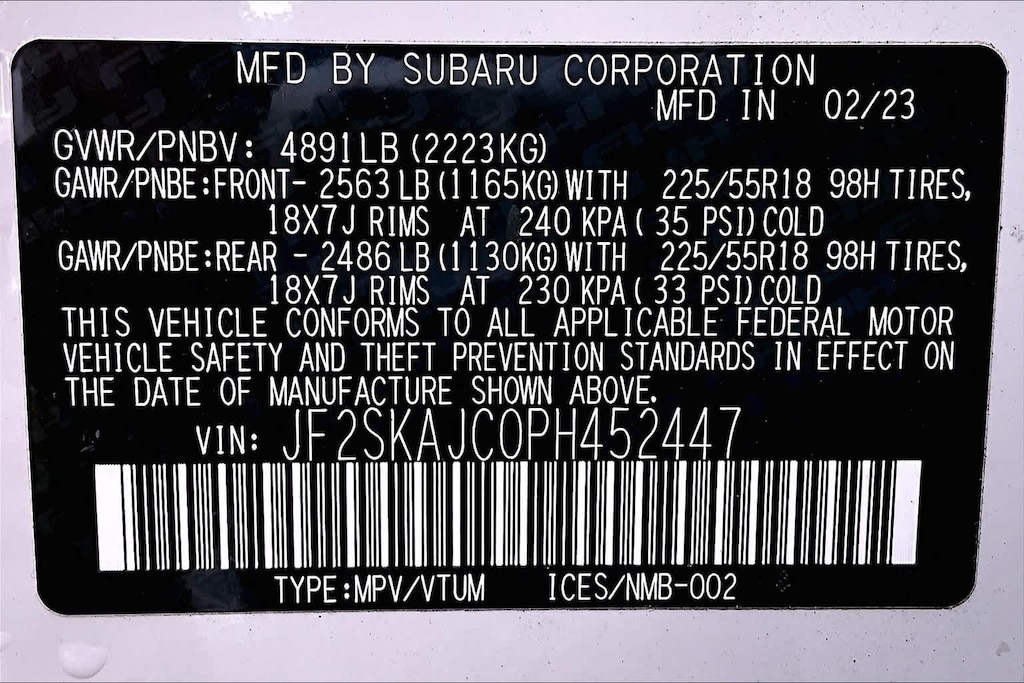 MFD BY SUBARU CORPORATION
MFD IN 02/23
GVWR/PNBV: 4891LB (2223KG)
GAWR/PNBE:FRONT- 2563 LB (1165KG) WITH 225/55R18 98H TIRES,
18X7J RIMS AT 240 KPA ( 35 PSI) COLD
GAWR/PNBE:REAR - 2486 LB (1130KG) WITH 225/55R18 98H TIRES,
18X7J RIMS AT 230 KPA ( 33 PSI) COLD
THIS VEHICLE CONFORMS TO ALL APPLICABLE FEDERAL MOTOR
VEHICLE SAFETY AND THEFT PREVENTION STANDARDS IN EFFECT ON
THE DATE OF MANUFACTURE SHOWN ABOVE.
VIN: JF2SKAJC0PH452447
TYPE:MPV/VTUM ICES/NMB-002